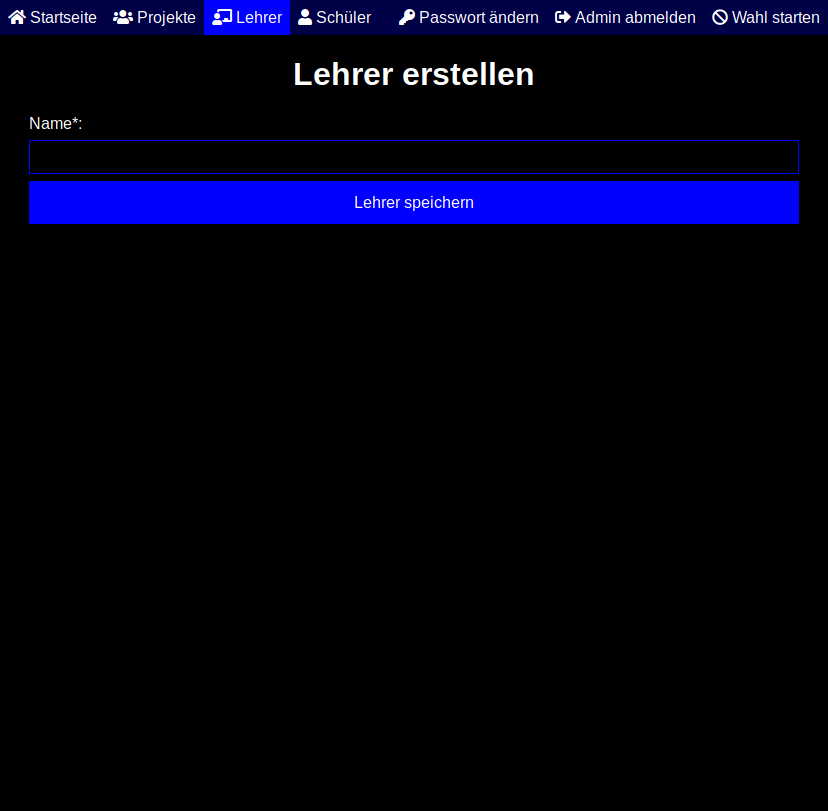 Startseite Projekte Lehrer Schüler Passwort ändern Admin abmelden Wahl starten
Lehrer erstellen
Name*:
Lehrer speichern